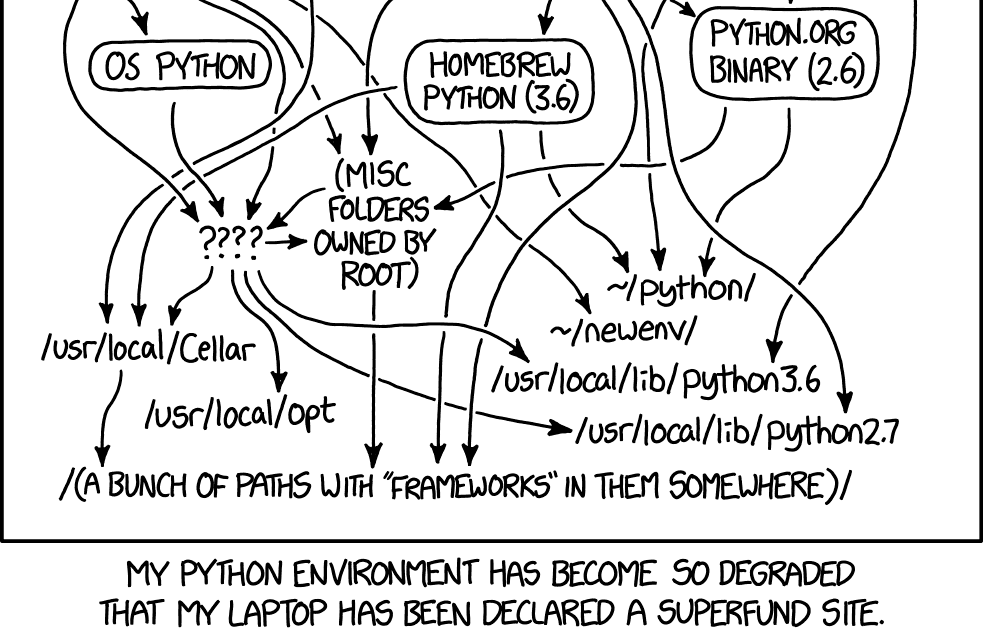 OS PYTHON
HOMEBREW
PYTHON (3.6)
PYTHON.ORG
BINARY (2.6)
(MISC
FOLDERS
OWNED BY
ROOT)
????
~/python/
~/newenv/
/usr/local/Cellar
/usr/local/lib/python3.6
/usr/local/opt
/usr/local/lib/python2.7
/(A BUNCH OF PATHS WITH "FRAMEWORKS" IN THEM SOMEWHERE)/
MY PYTHON ENVIRONMENT HAS BECOME SO DEGRADED
THAT MY LAPTOP HAS BEEN DECLARED A SUPERFUND SITE.